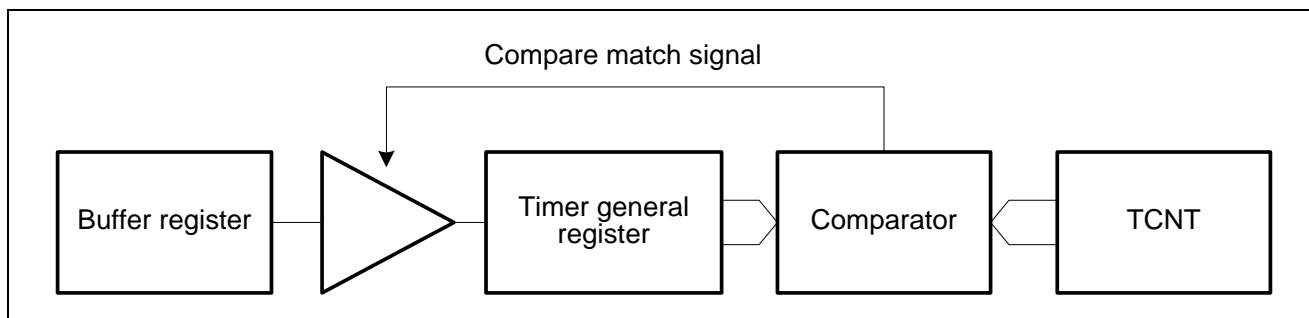 Compare match signal
Buffer register
Timer general
register
Comparator
TCNT